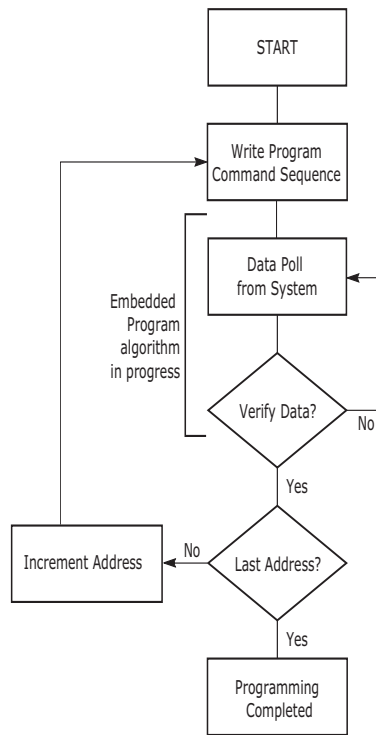 START
Write Program
Command Sequence
Data Poll
from System
Embedded
Program
algorithm
in progress
Verify Data?
No
Yes
Increment Address
No
Last Address?
Yes
Programming
Completed